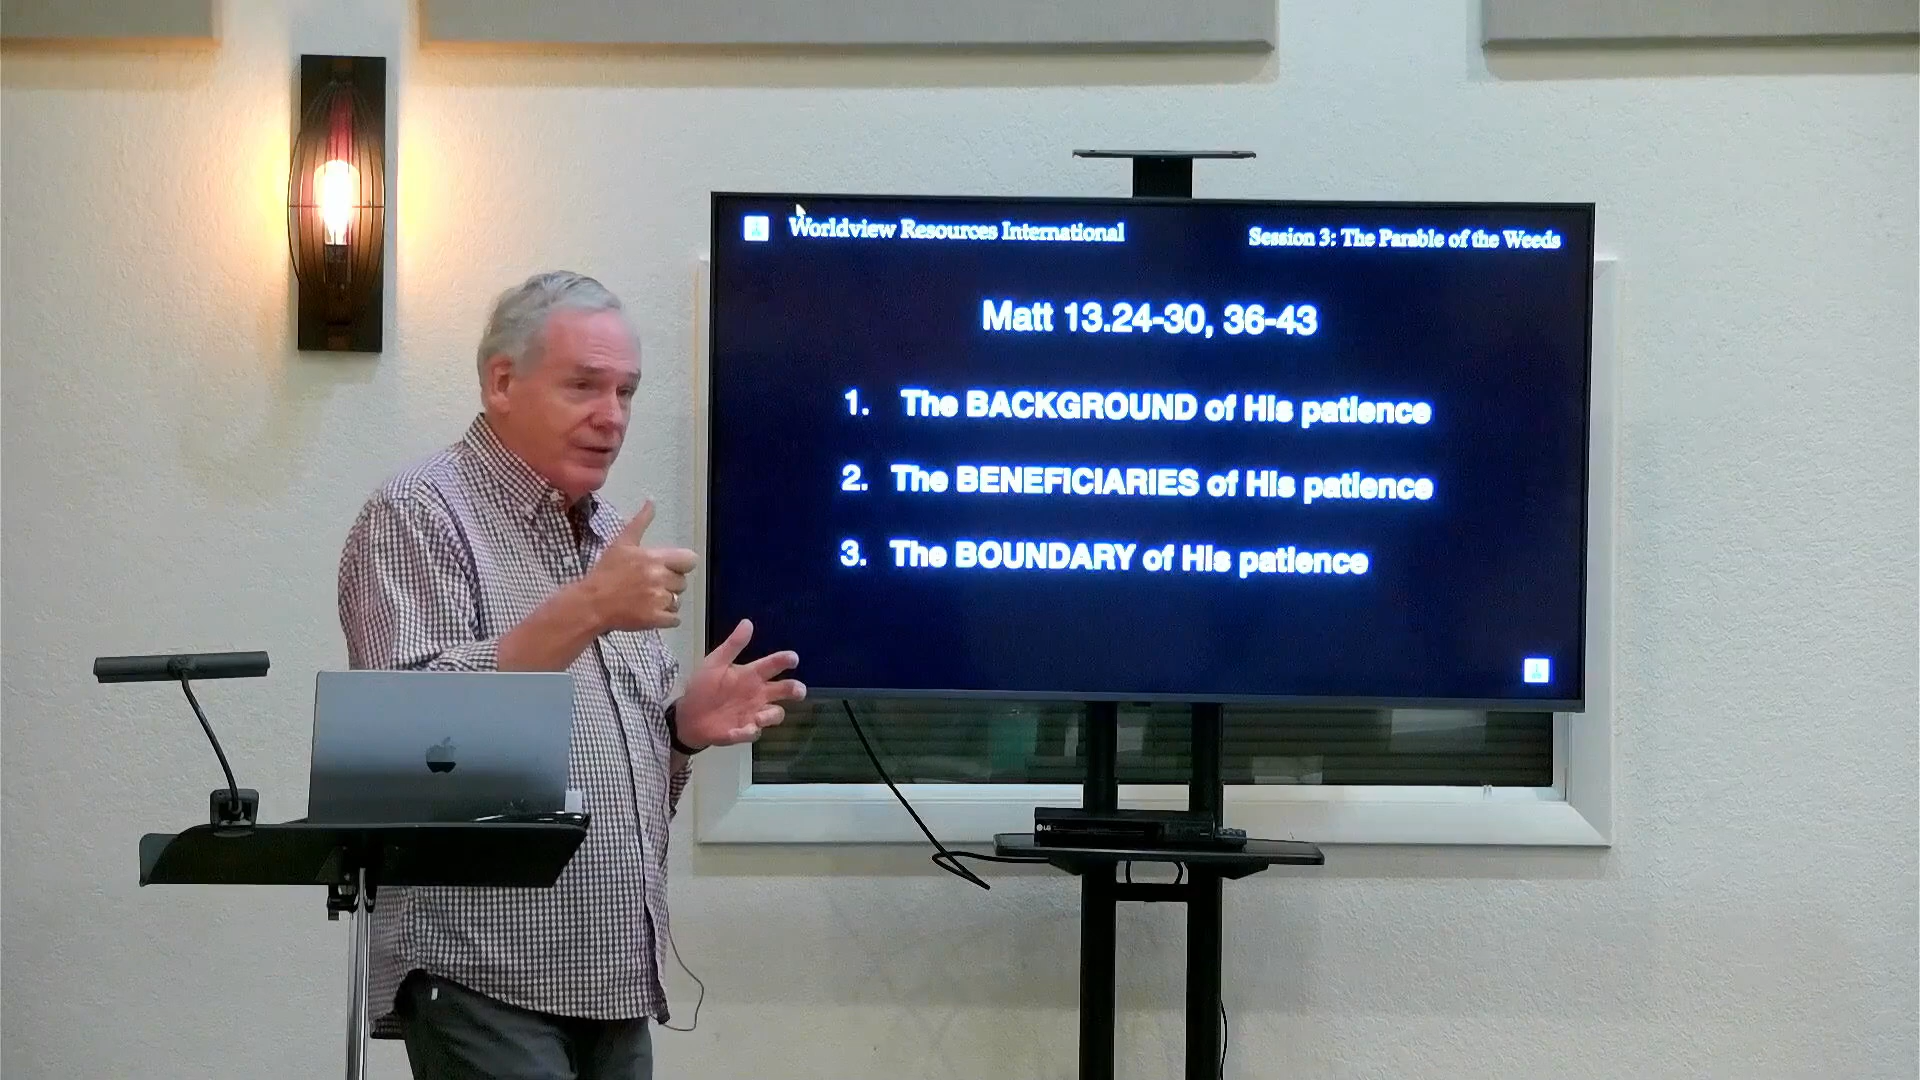 Worldview Resources International
Session 3: The Parable of the Weeds
Matt 13.24-30, 36-43
1. The BACKGROUND of His patience
2. The BENEFICIARIES of His patience
3. The BOUNDARY of His patience
LG